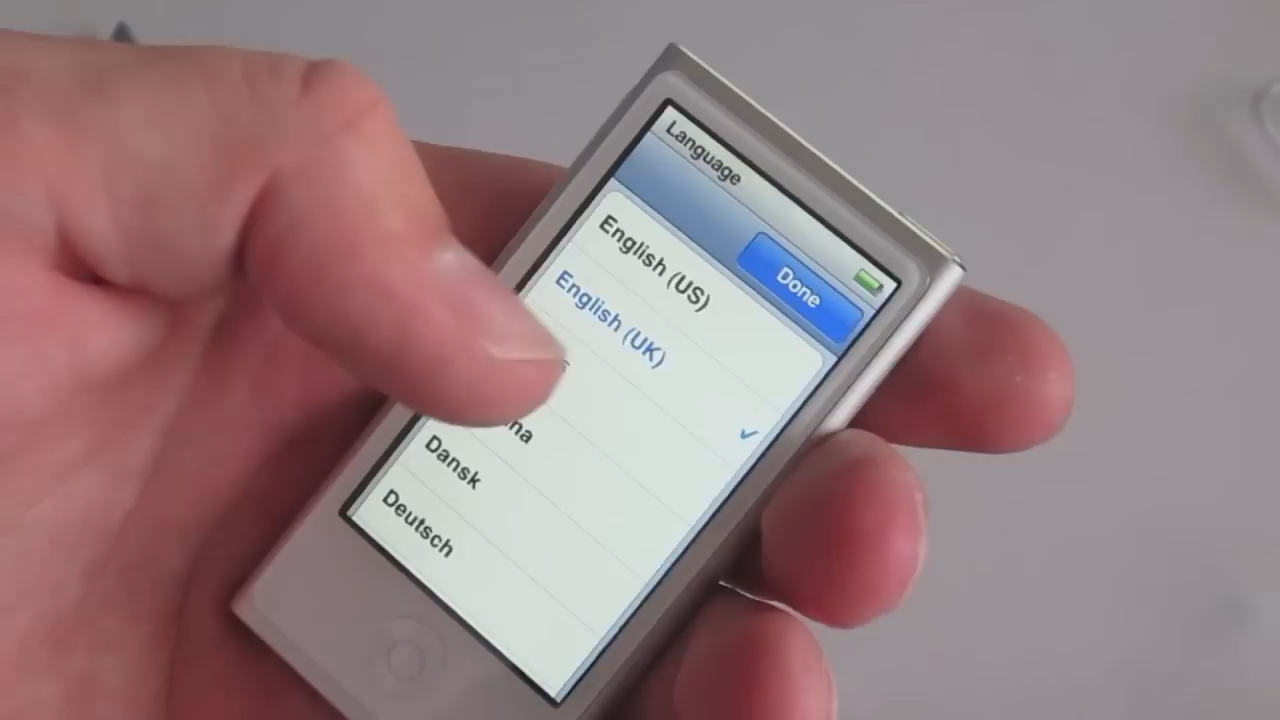 Language
Done
English (US)
English (UK)
Dansk
Deutsch